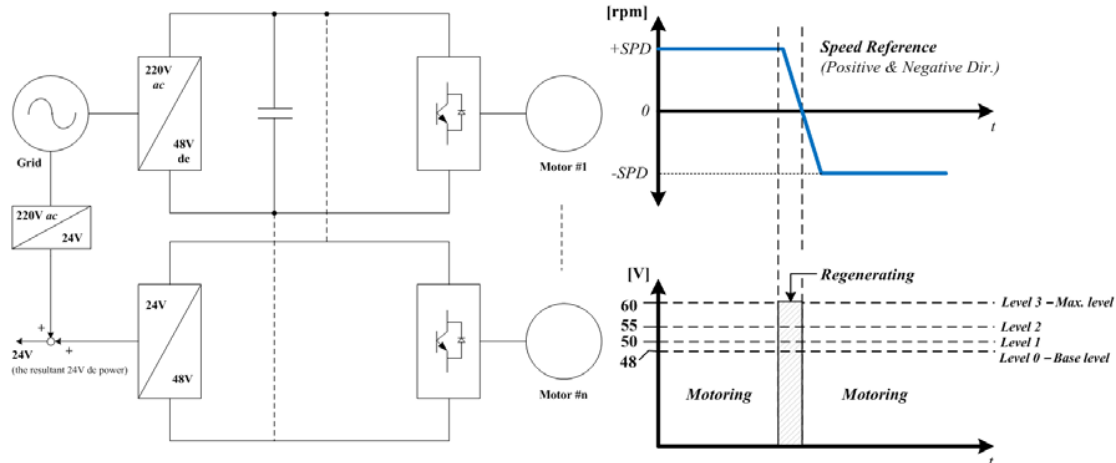 220V
ac
48V
dc
Grid
Motor #1
220V ac
24V
24V
48V
+
+
24V
(the resultant 24V dc power)
Motor #n
[rpm]
+SPD
0
-SPD
t
Speed Reference
(Positive & Negative Dir.)
[V]
60
55
50
48
Regenerating
Level 3 – Max. level
Level 2
Level 1
Level 0 – Base level
Motoring
Motoring
t